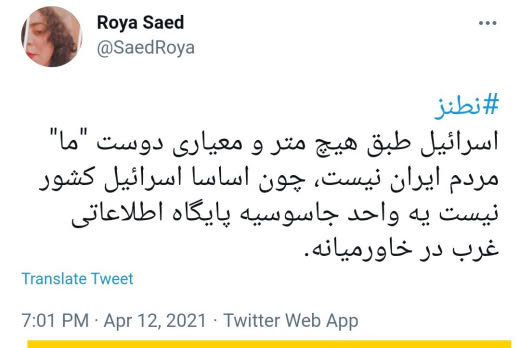 Roya Saed
@SaedRoya
#نطنز
اسرائیل طبق هیچ متر و معیاری دوست "ما"
مردم ایران نیست، چون اساسا اسرائیل کشور
نیست یه واحد جاسوسیه پایگاه اطلاعاتی
غرب در خاورمیانه.
Translate Tweet
7:01 PM · Apr 12, 2021 · Twitter Web App